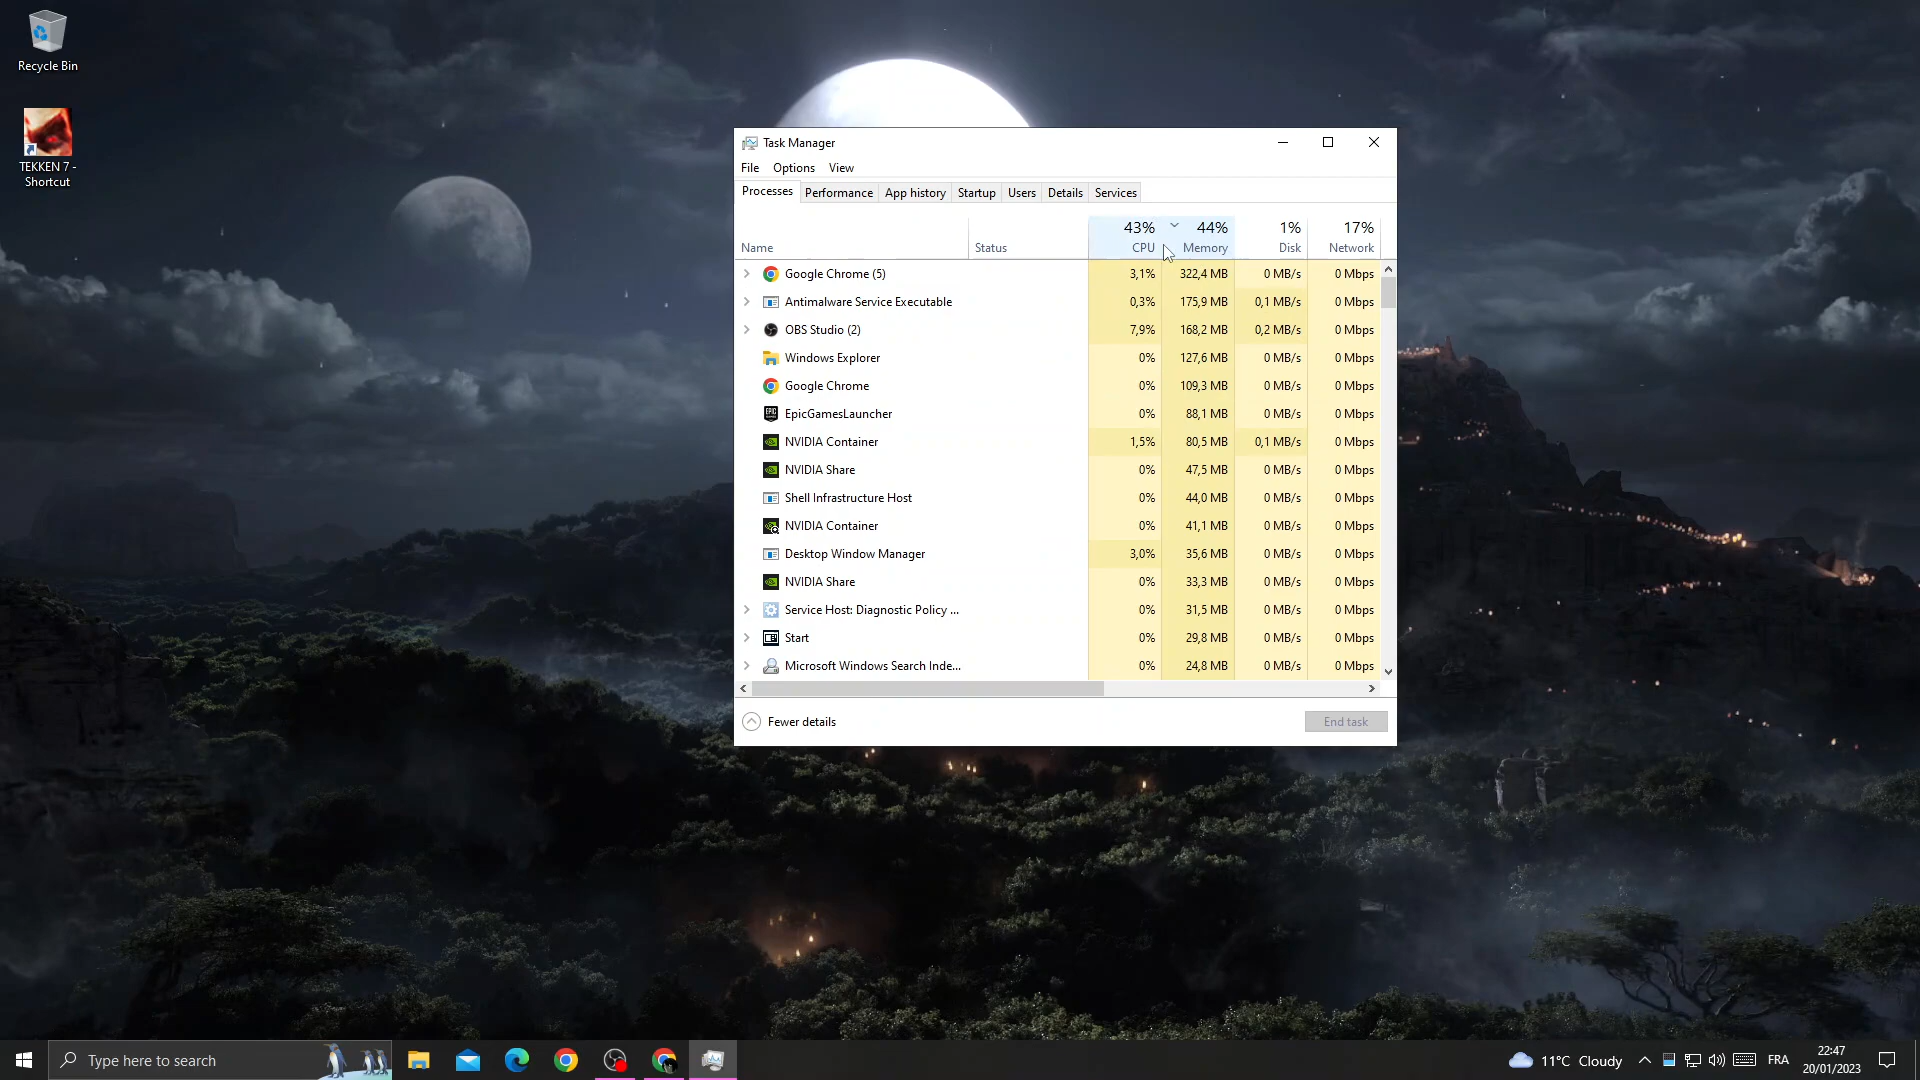 Recycle Bin
TEKKEN 7 -
Shortcut
Task Manager
File Options View
Processes Performance App history Startup Users Details Services
43% 44% 1% 17%
Name Status CPU Memory Disk Network
Google Chrome (5) 3,1% 322,4 MB 0 MB/s 0 Mbps
Antimalware Service Executable 0,3% 175,9 MB 0,1 MB/s 0 Mbps
OBS Studio (2) 7,9% 168,2 MB 0,2 MB/s 0 Mbps
Windows Explorer 0% 127,6 MB 0 MB/s 0 Mbps
Google Chrome 0% 109,3 MB 0 MB/s 0 Mbps
EpicGamesLauncher 0% 88,1 MB 0 MB/s 0 Mbps
NVIDIA Container 1,5% 80,5 MB 0,1 MB/s 0 Mbps
NVIDIA Share 0% 47,5 MB 0 MB/s 0 Mbps
Shell Infrastructure Host 0% 44,0 MB 0 MB/s 0 Mbps
NVIDIA Container 0% 41,1 MB 0 MB/s 0 Mbps
Desktop Window Manager 3,0% 35,6 MB 0 MB/s 0 Mbps
NVIDIA Share 0% 33,3 MB 0 MB/s 0 Mbps
Service Host: Diagnostic Policy ... 0% 31,5 MB 0 MB/s 0 Mbps
Start 0% 29,8 MB 0 MB/s 0 Mbps
Microsoft Windows Search Inde... 0% 24,8 MB 0 MB/s 0 Mbps
Fewer details End task
Type here to search 11°C Cloudy FRA 22:47
20/01/2023